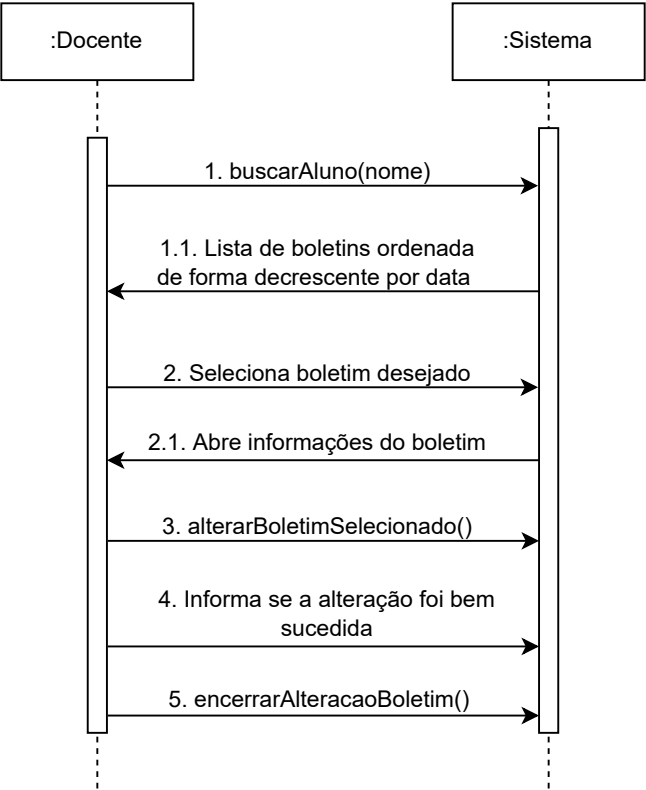 :Docente
:Sistema
1. buscarAluno(nome)
1.1. Lista de boletins ordenada
de forma decrescente por data
2. Seleciona boletim desejado
2.1. Abre informações do boletim
3. alterarBoletimSelecionado()
4. Informa se a alteração foi bem
sucedida
5. encerrarAlteracaoBoletim()